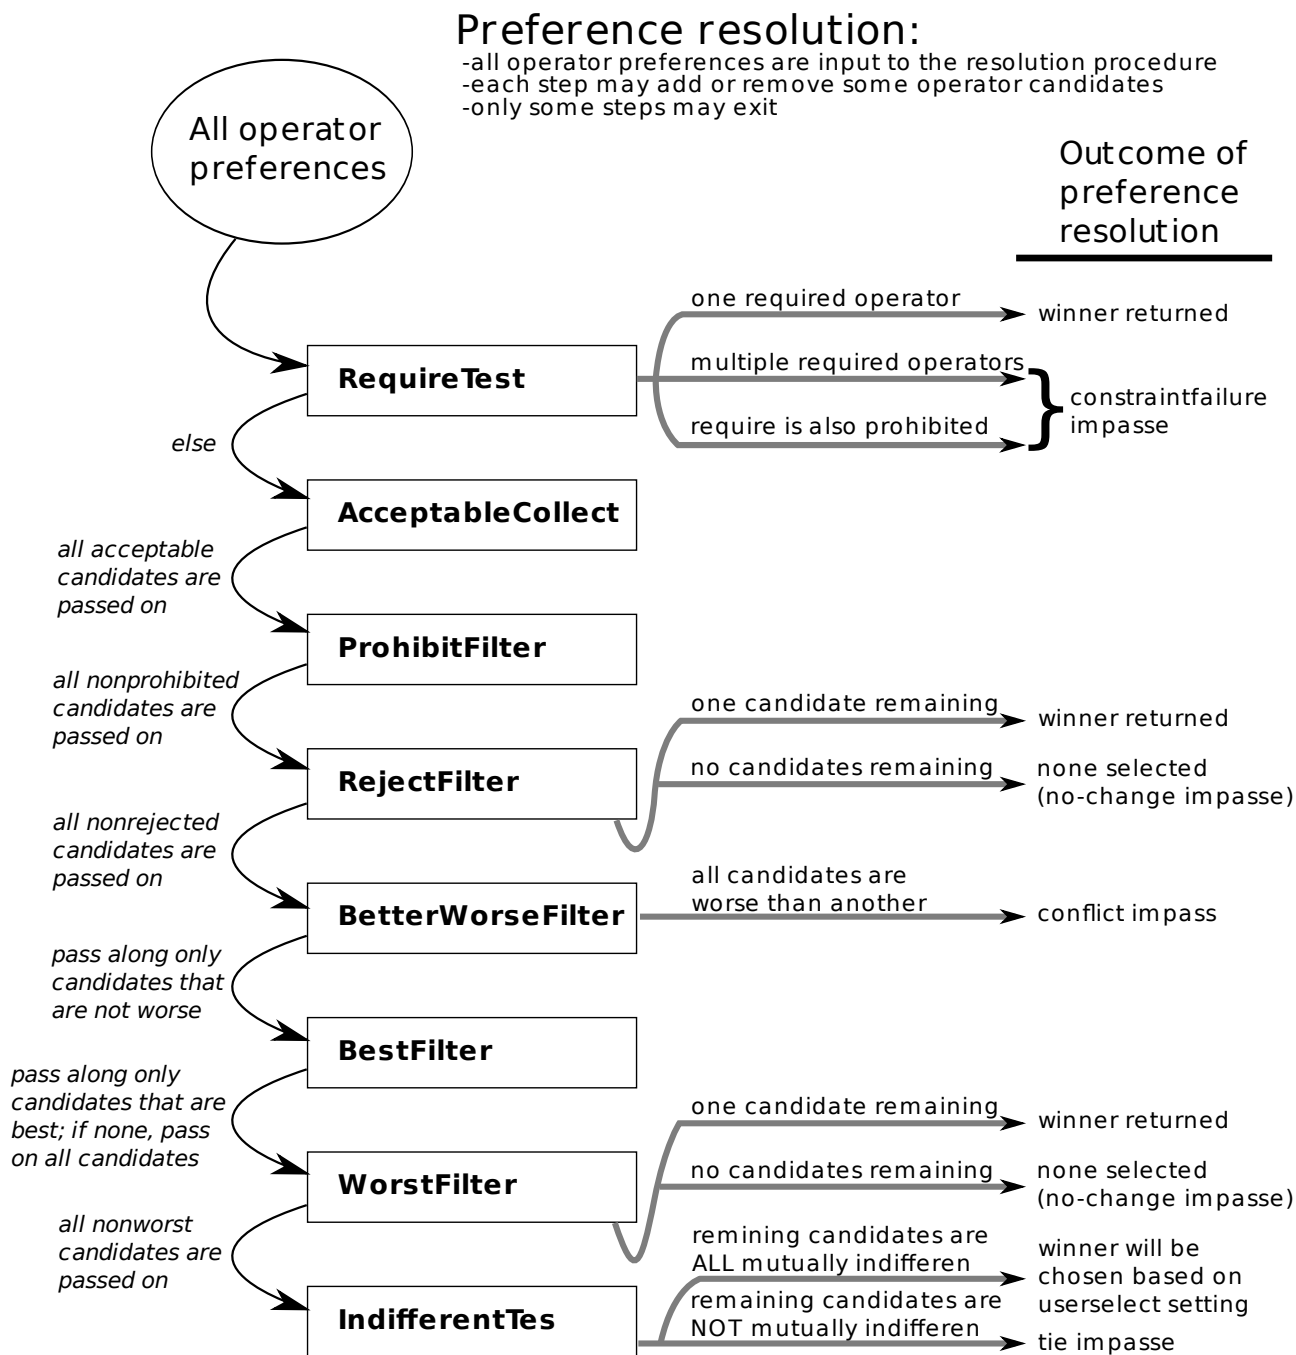 Preference resolution:
-all operator preferences are input to the resolution procedure
-each step may add or remove some operator candidates
-only some steps may exit
All operator
preferences
Outcome of
preference
resolution
one required operator
winner returned
RequireTest
multiple required operators
constraintfailure
impasse
require is also prohibited
else
AcceptableCollect
all acceptable
candidates are
passed on
ProhibitFilter
all nonprohibited
candidates are
passed on
one candidate remaining
winner returned
RejectFilter
no candidates remaining
none selected
(no-change impasse)
all nonrejected
candidates are
passed on
BetterWorseFilter
all candidates are
worse than another
conflict impass
pass along only
candidates that
are not worse
BestFilter
pass along only
candidates that are
best; if none, pass
on all candidates
one candidate remaining
winner returned
WorstFilter
no candidates remaining
none selected
(no-change impasse)
all nonworst
candidates are
passed on
remining candidates are
ALL mutually indifferen
winner will be
chosen based on
userselect setting
IndifferentTes
remaining candidates are
NOT mutually indifferen
tie impasse